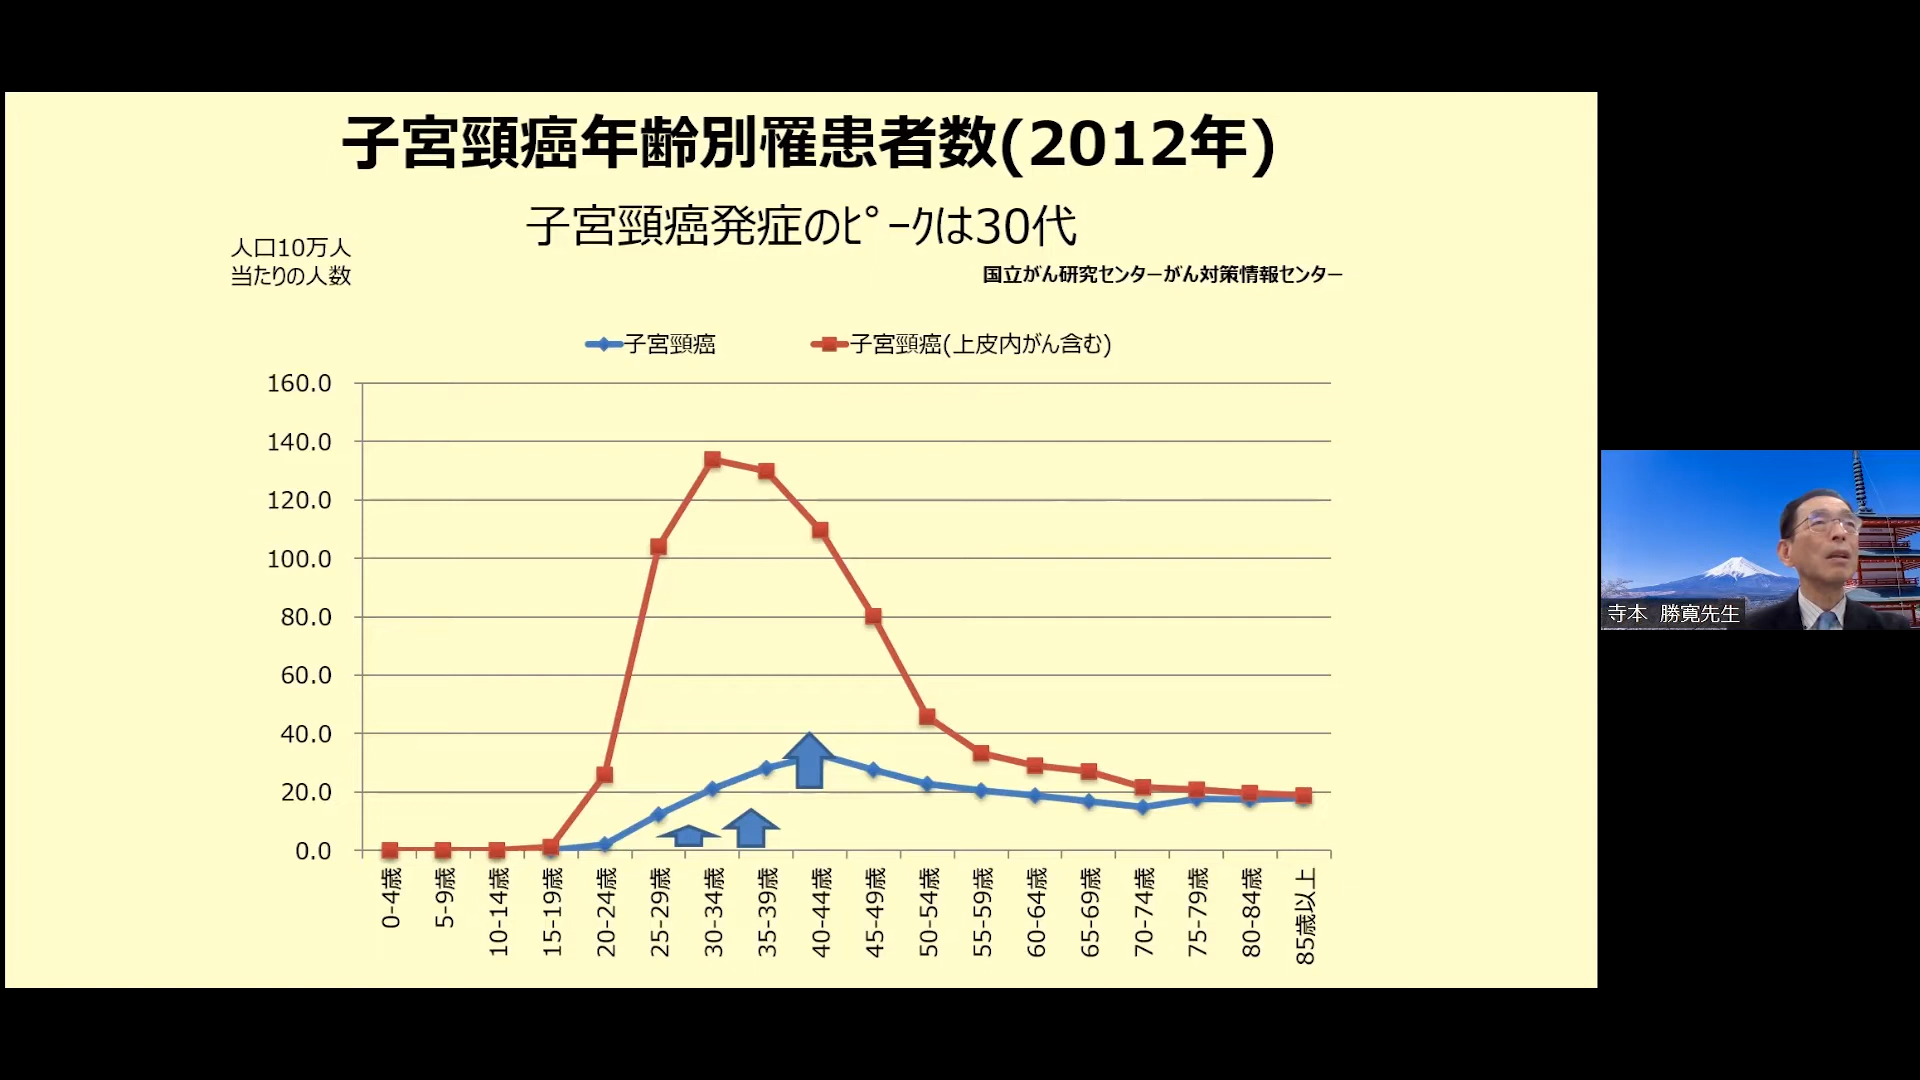 子宮頸癌年齢別罹患者数(2012年)
子宮頸癌発症のﾋﾟｰｸは30代
人口10万人
当たりの人数
国立がん研究センターがん対策情報センター
子宮頸癌
子宮頸癌(上皮内がん含む)
160.0
140.0
120.0
100.0
80.0
60.0
40.0
20.0
0.0
0-4歳
5-9歳
10-14歳
15-19歳
20-24歳
25-29歳
30-34歳
35-39歳
40-44歳
45-49歳
50-54歳
55-59歳
60-64歳
65-69歳
70-74歳
75-79歳
80-84歳
85歳以上
寺本　勝寛先生